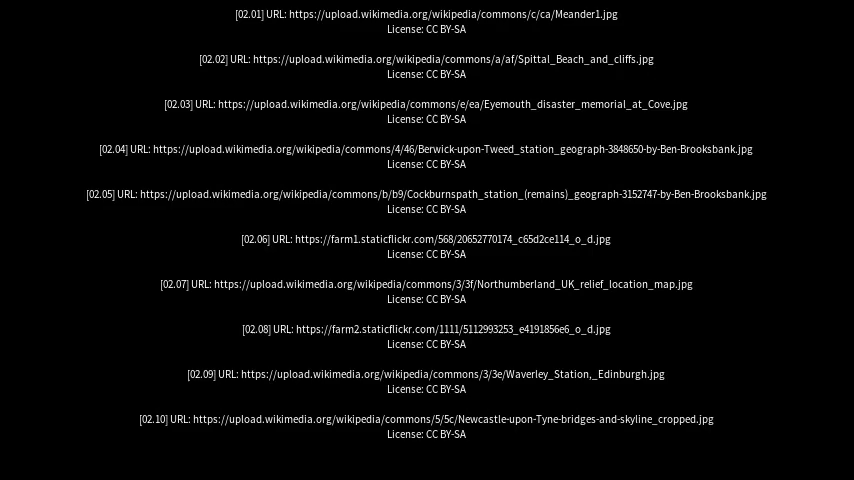 [02.01] URL: https://upload.wikimedia.org/wikipedia/commons/c/ca/Meander1.jpg
License: CC BY-SA
[02.02] URL: https://upload.wikimedia.org/wikipedia/commons/a/af/Spittal_Beach_and_cliffs.jpg
License: CC BY-SA
[02.03] URL: https://upload.wikimedia.org/wikipedia/commons/e/ea/Eyemouth_disaster_memorial_at_Cove.jpg
License: CC BY-SA
[02.04] URL: https://upload.wikimedia.org/wikipedia/commons/4/46/Berwick-upon-Tweed_station_geograph-3848650-by-Ben-Brooksbank.jpg
License: CC BY-SA
[02.05] URL: https://upload.wikimedia.org/wikipedia/commons/b/b9/Cockburnspath_station_(remains)_geograph-3152747-by-Ben-Brooksbank.jpg
License: CC BY-SA
[02.06] URL: https://farm1.staticflickr.com/568/20652770174_c65d2ce114_o_d.jpg
License: CC BY-SA
[02.07] URL: https://upload.wikimedia.org/wikipedia/commons/3/3f/Northumberland_UK_relief_location_map.jpg
License: CC BY-SA
[02.08] URL: https://farm2.staticflickr.com/1111/5112993253_e4191856e6_o_d.jpg
License: CC BY-SA
[02.09] URL: https://upload.wikimedia.org/wikipedia/commons/3/3e/Waverley_Station,_Edinburgh.jpg
License: CC BY-SA
[02.10] URL: https://upload.wikimedia.org/wikipedia/commons/5/5c/Newcastle-upon-Tyne-bridges-and-skyline_cropped.jpg
License: CC BY-SA